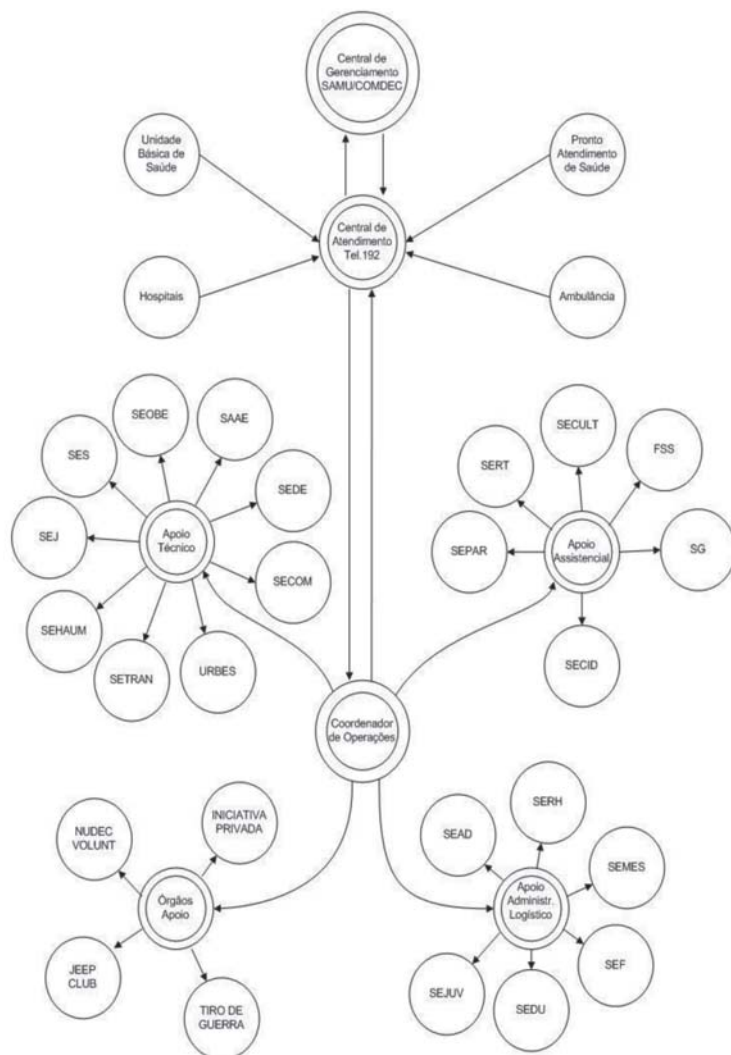 Central de
Gerenciamento
SAMU/COMDEC
Unidade
Básica de
Saúde
Pronto
Atendimento
de Saúde
Central de
Atendimento
Tel.192
Hospitais
Ambulância
SEOBE
SAAE
SES
SEDE
SEJ
Apoio
Técnico
SECOM
SEHAUM
SETRAN
URBES
SECULT
SERT
FSS
SEPAR
Apoio
Assistencial
SG
SECID
Coordenador
de Operações
NUDEC
VOLUNT
INICIATIVA
PRIVADA
Órgãos
Apoio
JEEP
CLUB
TIRO DE
GUERRA
SERH
SEAD
SEMES
Apoio
Administr.
Logístico
SEF
SEJUV
SEDU